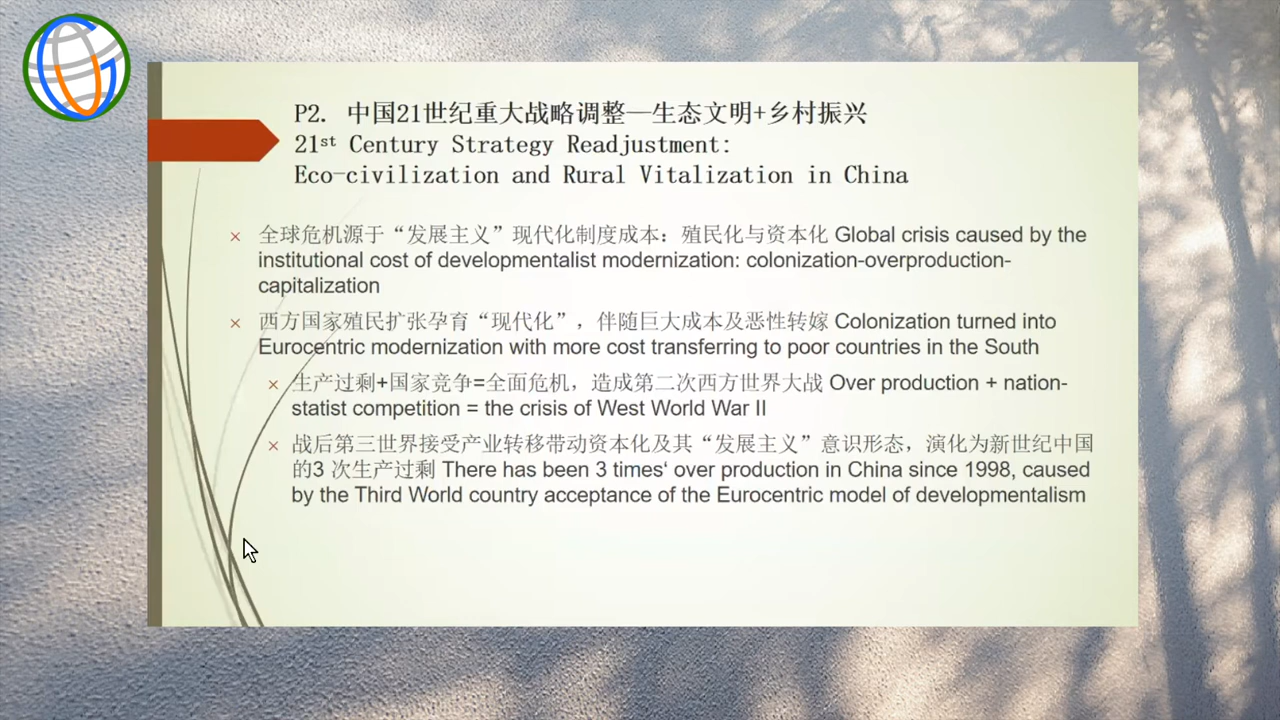 P2. 中国21世纪重大战略调整—生态文明+乡村振兴
21st Century Strategy Readjustment:
Eco-civilization and Rural Vitalization in China
全球危机源于“发展主义”现代化制度成本：殖民化与资本化 Global crisis caused by the
institutional cost of developmentalist modernization: colonization-overproduction-
capitalization
西方国家殖民扩张孕育“现代化”，伴随巨大成本及恶性转嫁 Colonization turned into
Eurocentric modernization with more cost transferring to poor countries in the South
生产过剩+国家竞争=全面危机，造成第二次西方世界大战 Over production + nation-
statist competition = the crisis of West World War II
战后第三世界接受产业转移带动资本化及其“发展主义”意识形态，演化为新世纪中国
的3 次生产过剩 There has been 3 times‘ over production in China since 1998, caused
by the Third World country acceptance of the Eurocentric model of developmentalism